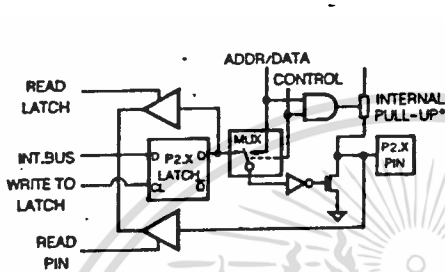 ADDR/DATA
CONTROL
READ
LATCH
INTERNAL
PULL-UP*
INT.BUS
D P2.X Q
LATCH
CL Q
MUX
P2.X
PIN
WRITE TO
LATCH
READ
PIN